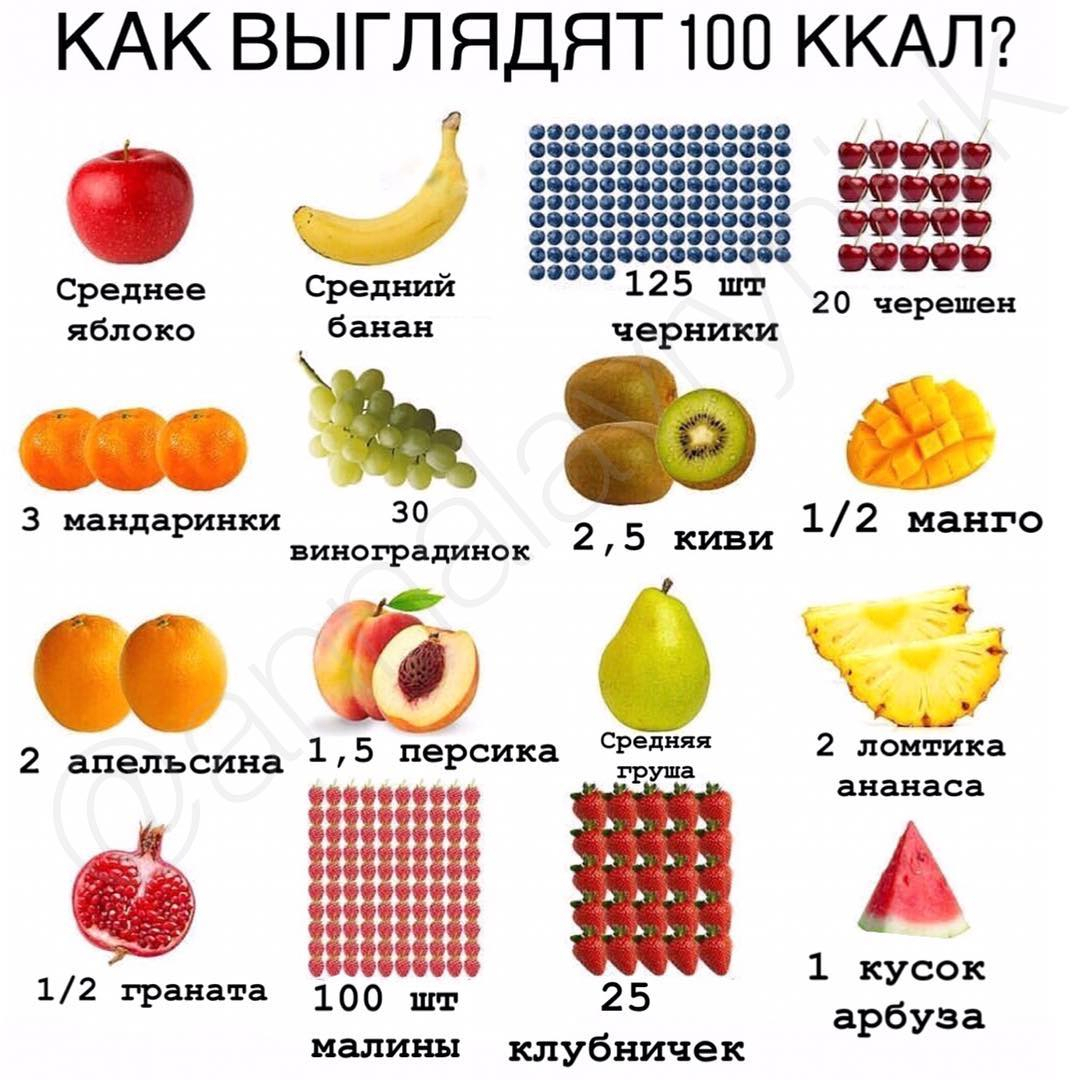 КАК ВЫГЛЯДЯТ 100 ККАЛ?
Среднее
яблоко
Средний
банан
125 шт
черники
20 черешен
3 мандаринки
30
виноградинок
2,5 киви
1/2 манго
2 апельсина
1,5 персика
Средняя
груша
2 ломтика
ананаса
1/2 граната
100 шт
малины
25
клубничек
1 кусок
арбуза